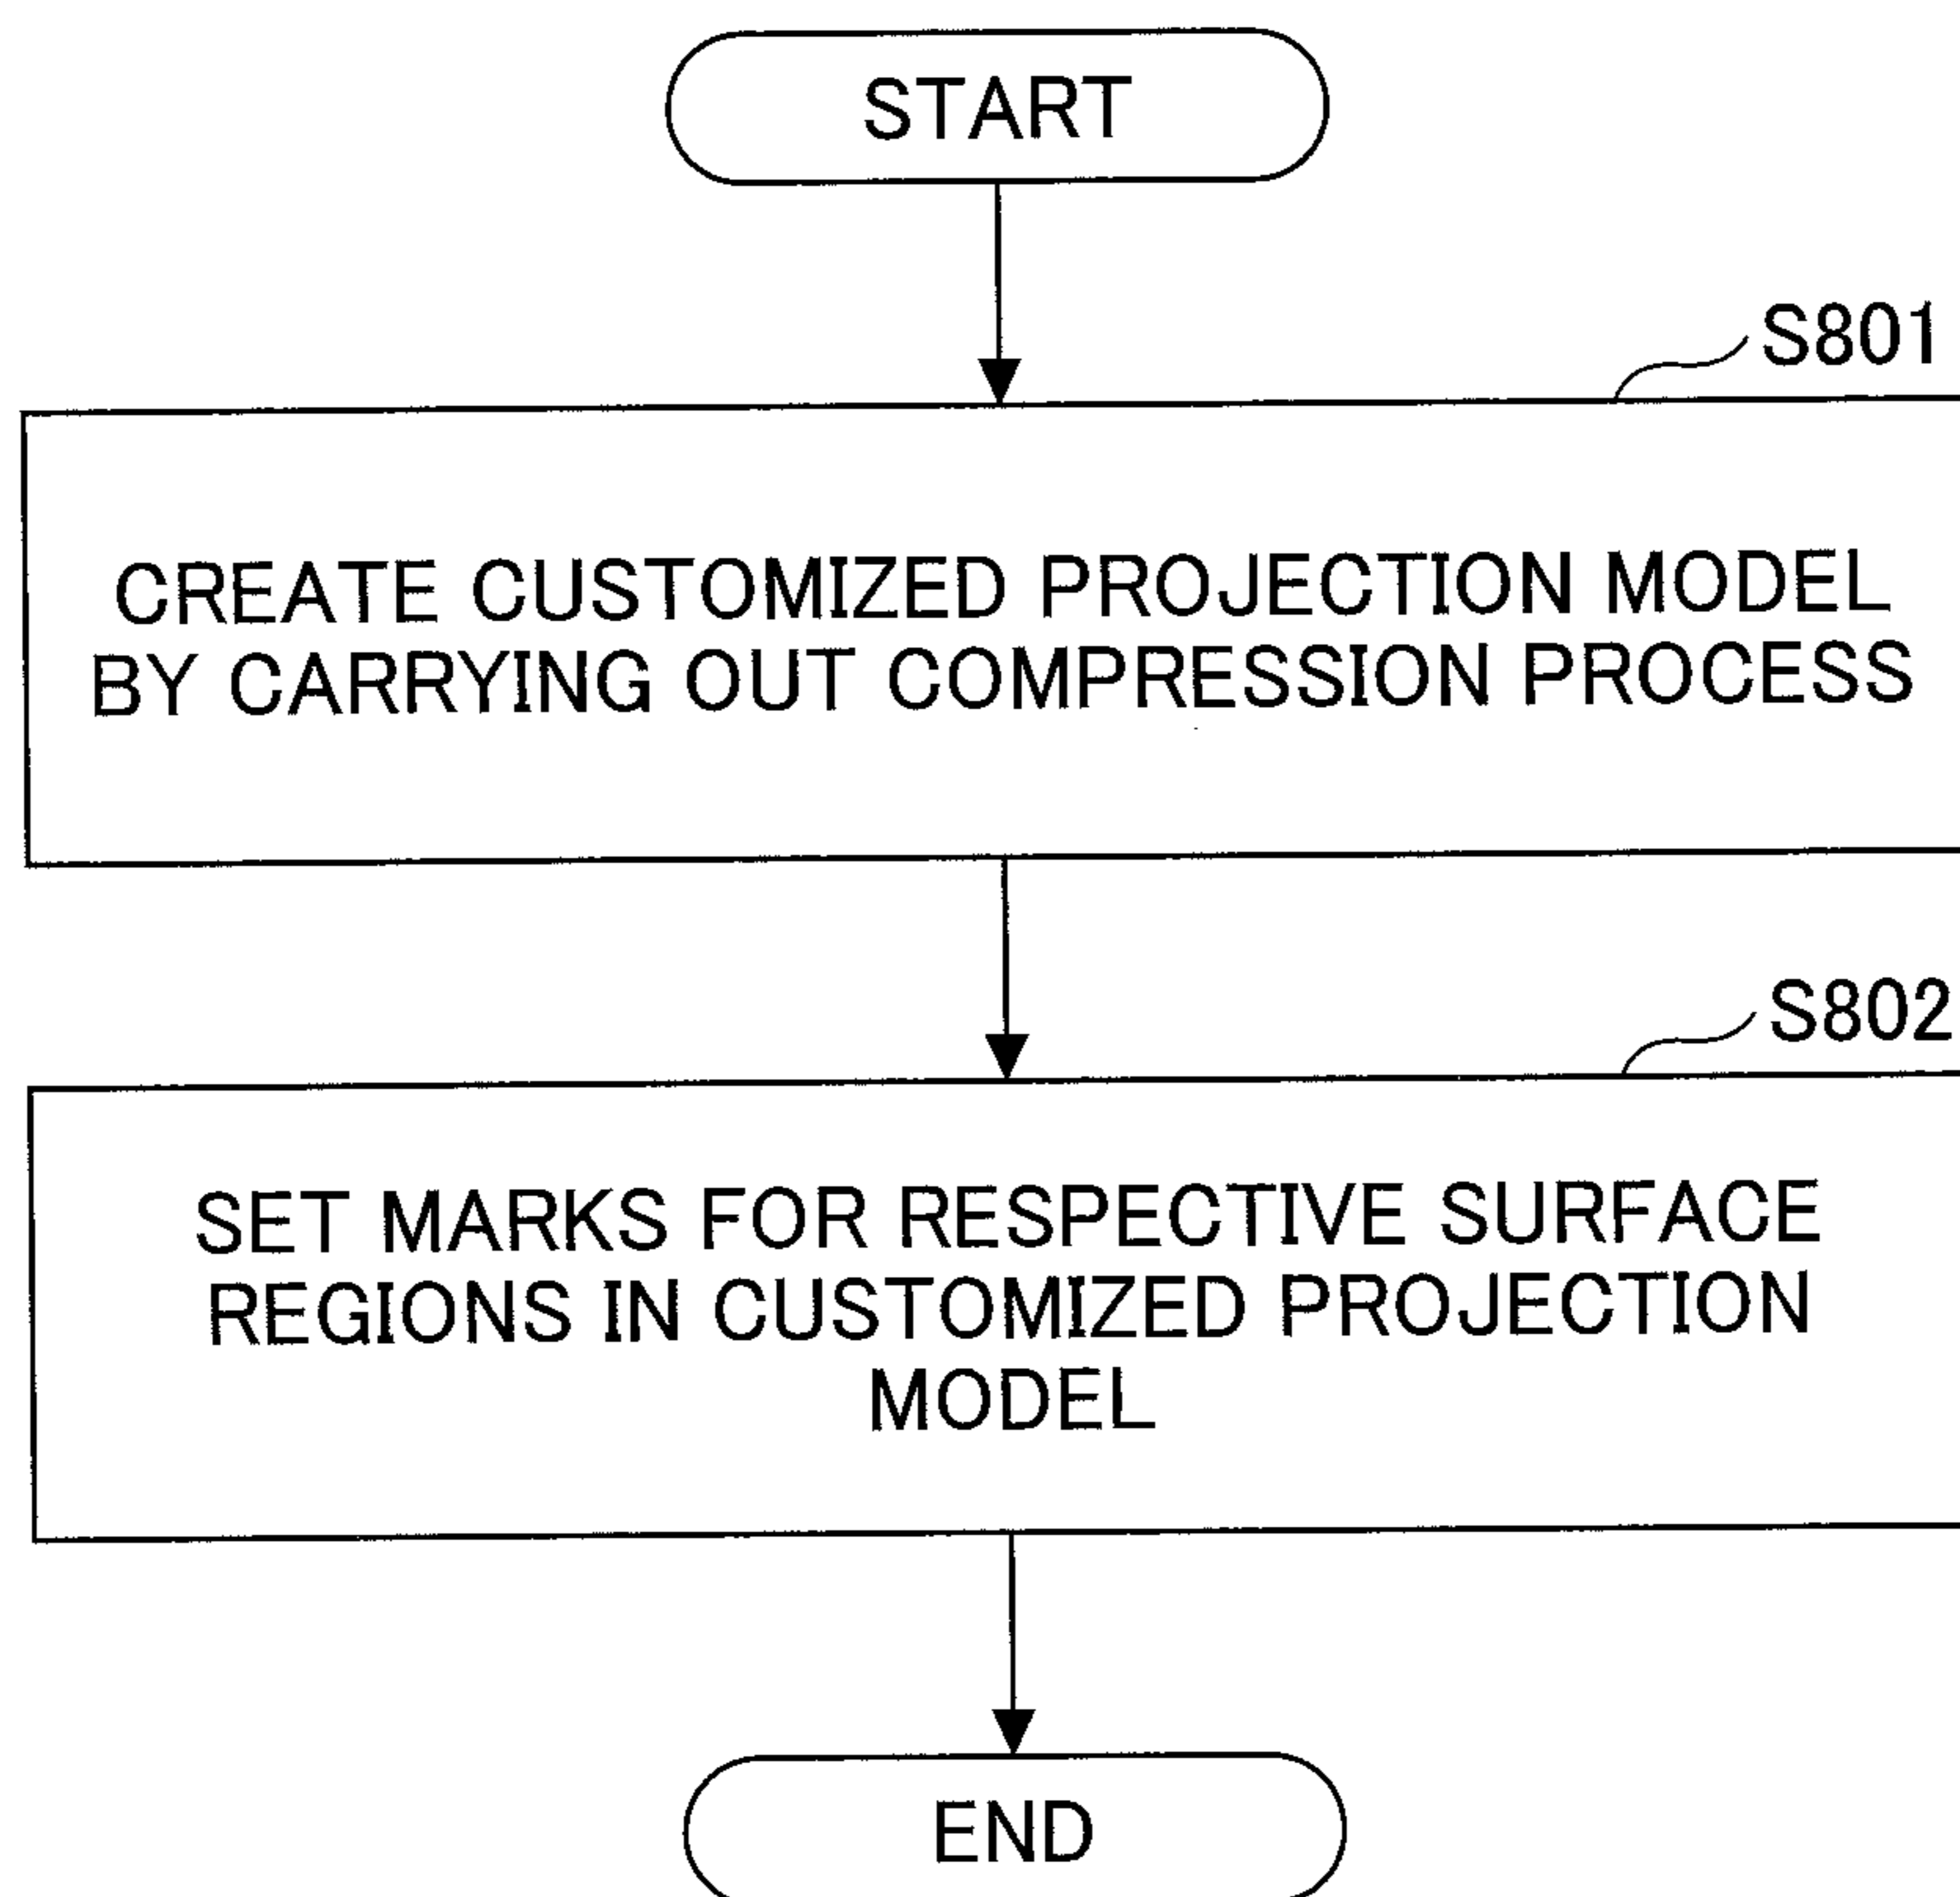 START
S801
CREATE CUSTOMIZED PROJECTION MODEL
BY CARRYING OUT COMPRESSION PROCESS
S802
SET MARKS FOR RESPECTIVE SURFACE
REGIONS IN CUSTOMIZED PROJECTION
MODEL
END